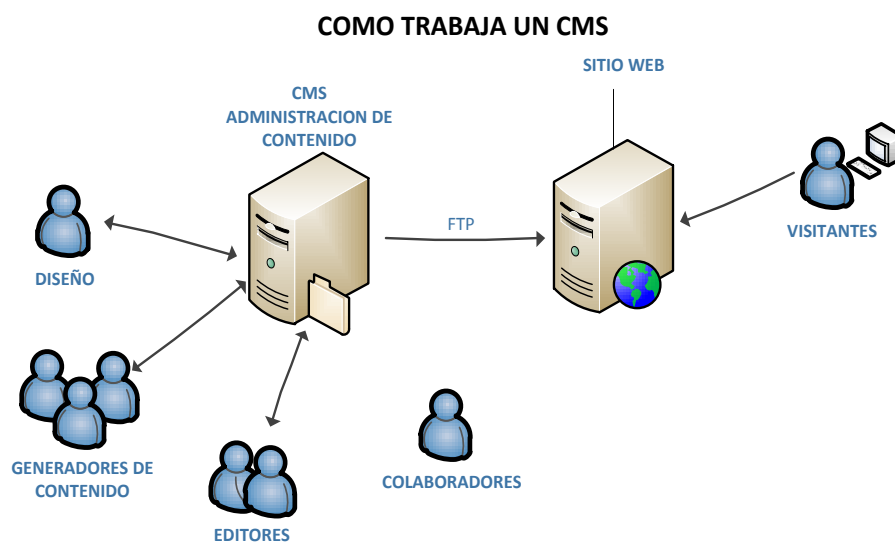 COMO TRABAJA UN CMS
SITIO WEB
CMS
ADMINISTRACION DE
CONTENIDO
FTP
VISITANTES
DISEÑO
GENERADORES DE
CONTENIDO
COLABORADORES
EDITORES